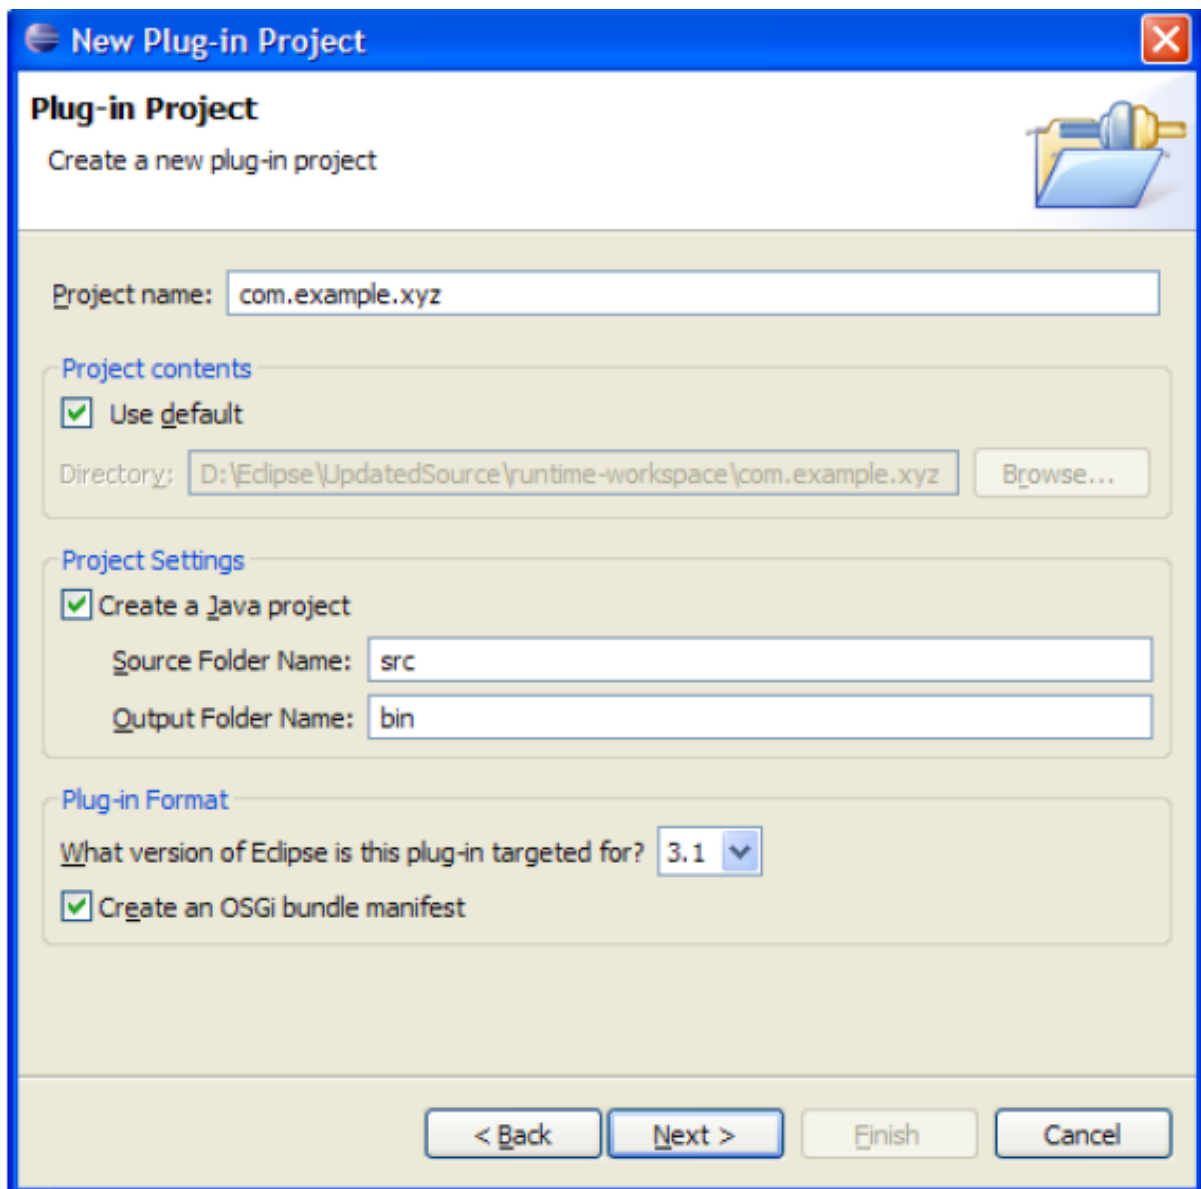 New Plug-in Project
Plug-in Project
Create a new plug-in project
Project name: com.example.xyz
Project contents
Use default
Directory: D:\Eclipse\UpdatedSource\runtime-workspace\com.example.xyz Browse...
Project Settings
Create a Java project
Source Folder Name: src
Output Folder Name: bin
Plug-in Format
What version of Eclipse is this plug-in targeted for? 3.1
Create an OSGi bundle manifest
< Back Next > Finish Cancel